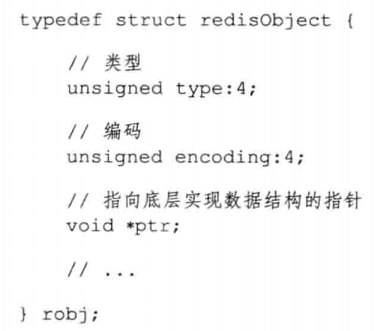 typedef struct redisObject {
// 类型
unsigned type:4;
// 编码
unsigned encoding:4;
// 指向底层实现数据结构的指针
void *ptr;
// ...
} robj;